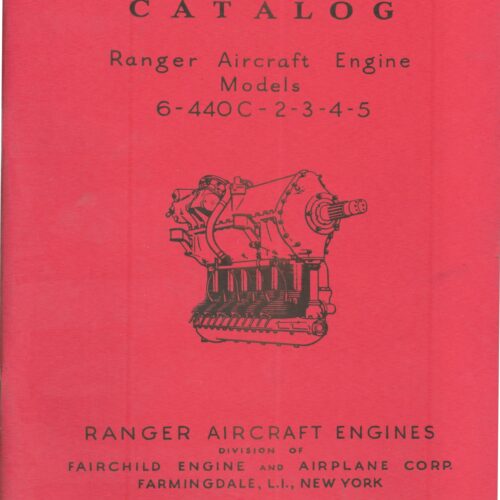 CATALOG
Ranger Aircraft Engine
Models
6-440C-2-3-4-5
RANGER AIRCRAFT ENGINES
DIVISION OF
FAIRCHILD ENGINE AND AIRPLANE CORP.
FARMINGDALE, L.I., NEW YORK